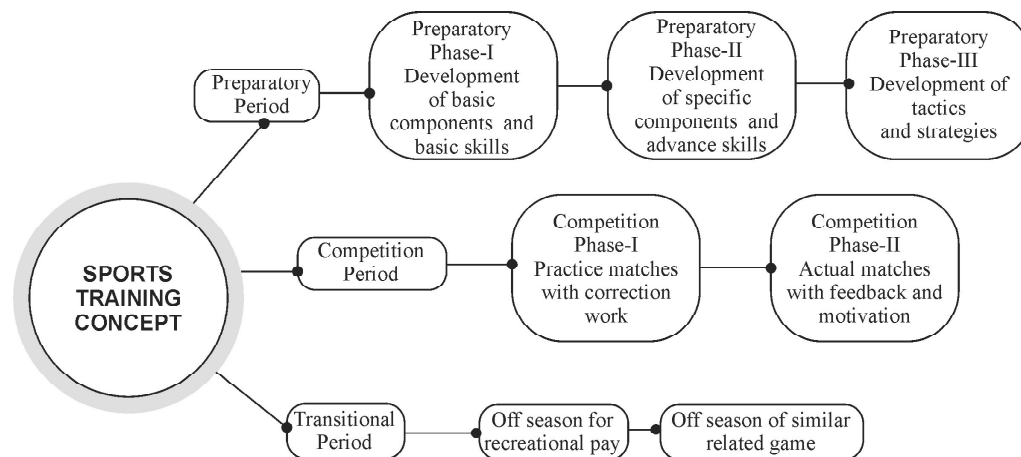 SPORTS
TRAINING
CONCEPT
Preparatory
Period
Preparatory
Phase-I
Development
of basic
components and
basic skills
Preparatory
Phase-II
Development
of specific
components and
advance skills
Preparatory
Phase-III
Development of
tactics
and strategies
Competition
Period
Competition
Phase-I
Practice matches
with correction
work
Competition
Phase-II
Actual matches
with feedback and
motivation
Transitional
Period
Off season for
recreational pay
Off season of similar
related game